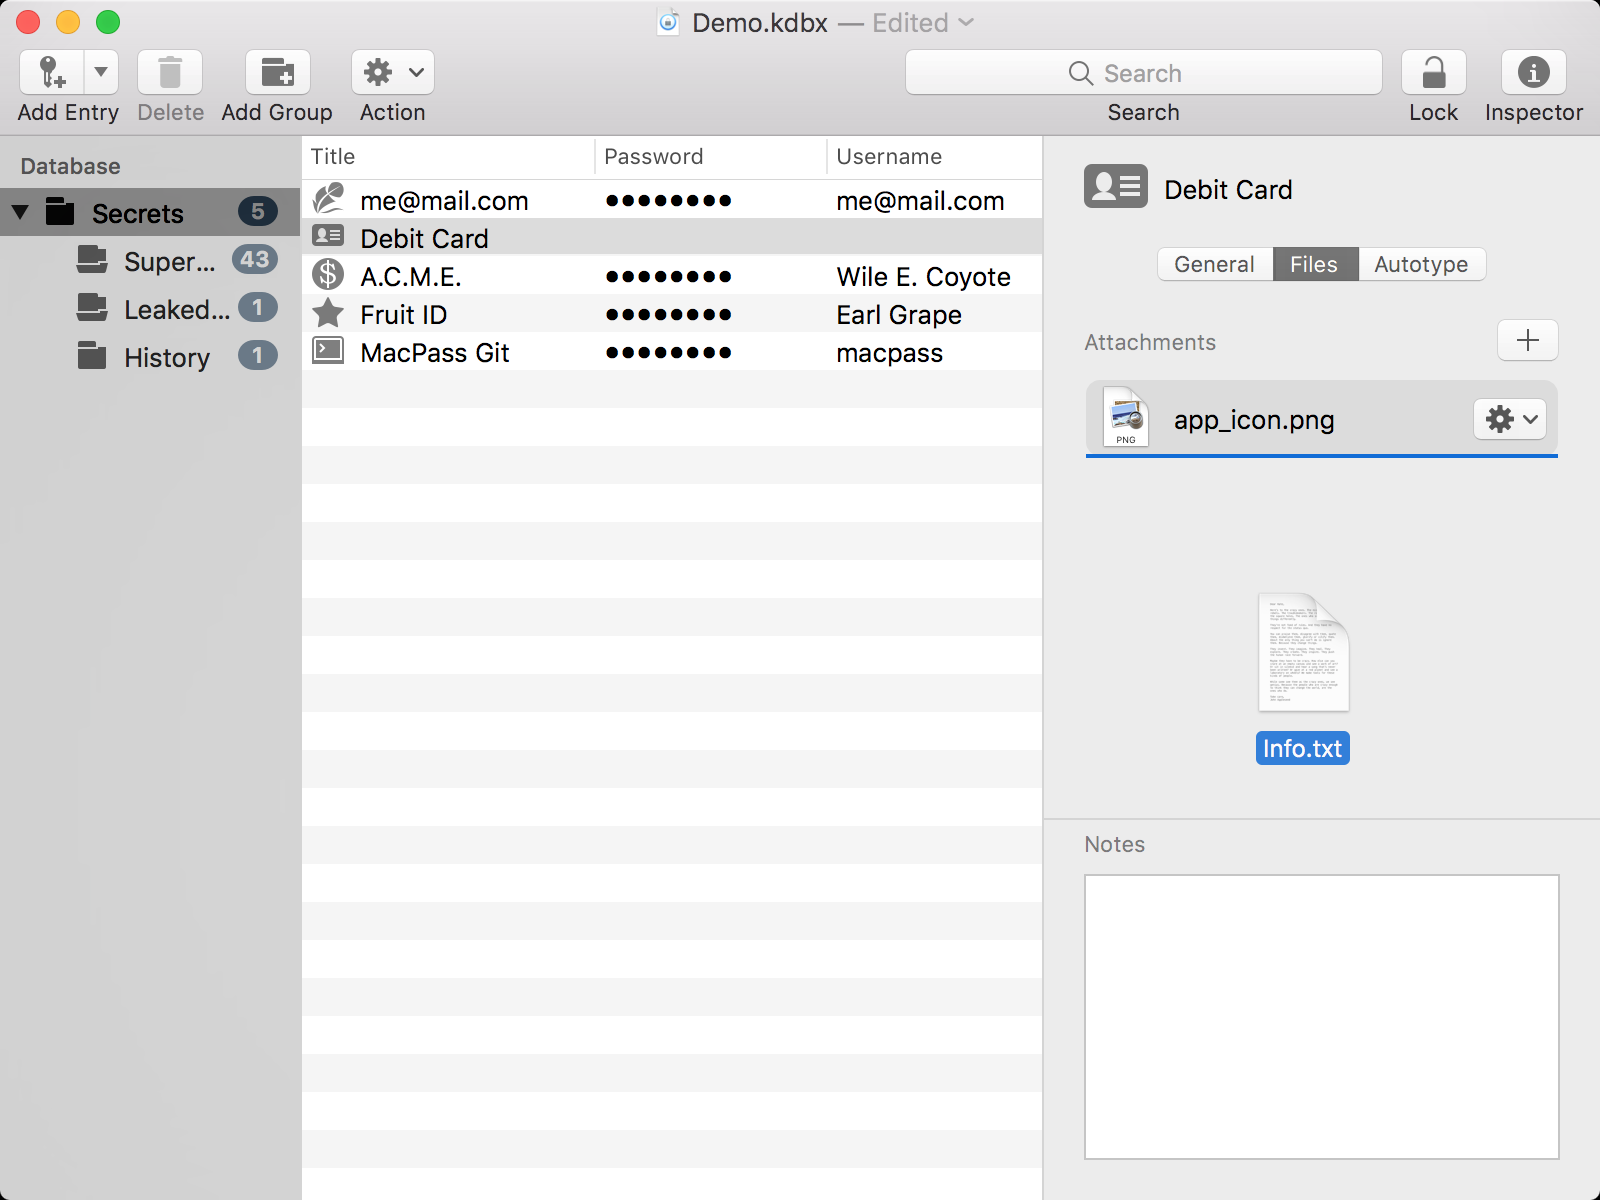 Demo.kdbx — Edited
Add Entry
Delete
Add Group
Action
Search
Search
Lock
Inspector
Database
Secrets 5
Super... 43
Leaked... 1
History 1
Title Password Username
me@mail.com ●●●●●●●● me@mail.com
Debit Card
A.C.M.E. ●●●●●●●● Wile E. Coyote
Fruit ID ●●●●●●●● Earl Grape
MacPass Git ●●●●●●●● macpass
Debit Card
General Files Autotype
Attachments
PNG
app_icon.png
Info.txt
Notes